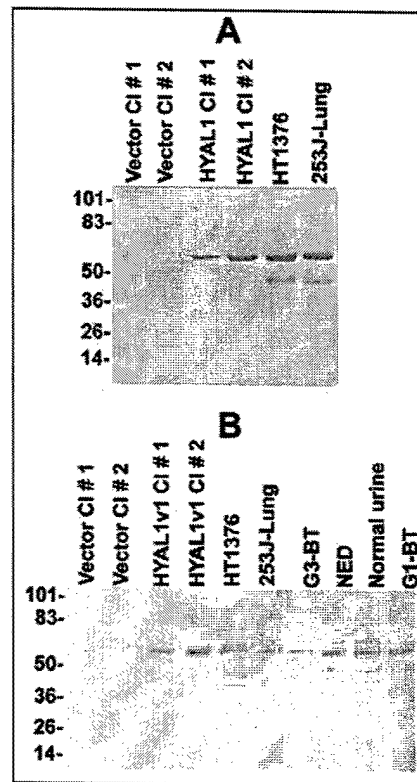 A
Vector Cl # 1
Vector Cl # 2
HYAL1 Cl # 1
HYAL1 Cl # 2
HT1376
253J-Lung
101-
83-
50-
36-
26-
14-
B
Vector Cl # 1
Vector Cl # 2
HYAL1v1 Cl # 1
HYAL1v1 Cl # 2
HT1376
253J-Lung
G3-BT
NED
Normal urine
G1-BT
101-
83-
50-
36-
26-
14-